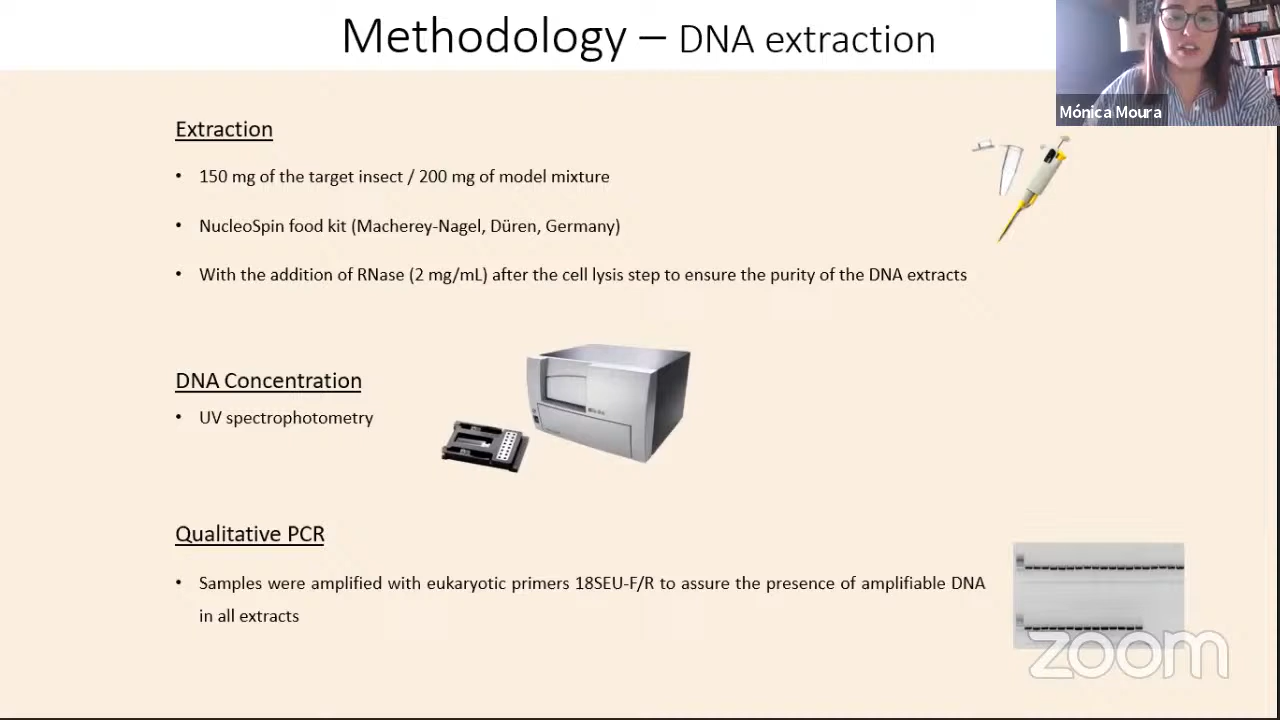 Methodology – DNA extraction
Mónica Moura
Extraction
• 150 mg of the target insect / 200 mg of model mixture
• NucleoSpin food kit (Macherey-Nagel, Düren, Germany)
• With the addition of RNase (2 mg/mL) after the cell lysis step to ensure the purity of the DNA extracts
DNA Concentration
• UV spectrophotometry
Qualitative PCR
• Samples were amplified with eukaryotic primers 18SEU-F/R to assure the presence of amplifiable DNA
in all extracts
zoom